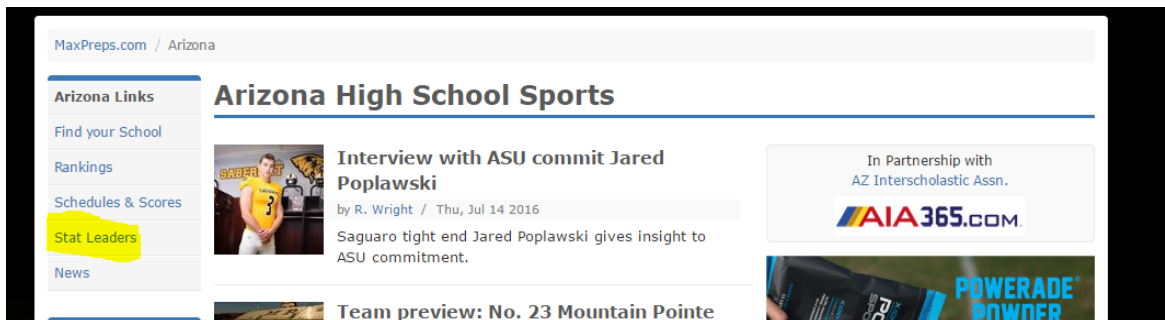 MaxPreps.com / Arizona
Arizona Links
Find your School
Rankings
Schedules & Scores
Stat Leaders
News
Arizona High School Sports
SABER
3
Interview with ASU commit Jared
Poplawski
by R. Wright / Thu, Jul 14 2016
Saguaro tight end Jared Poplawski gives insight to
ASU commitment.
Team preview: No. 23 Mountain Pointe
In Partnership with
AZ Interscholastic Assn.
AIA365.COM
POWERADE
POWDER